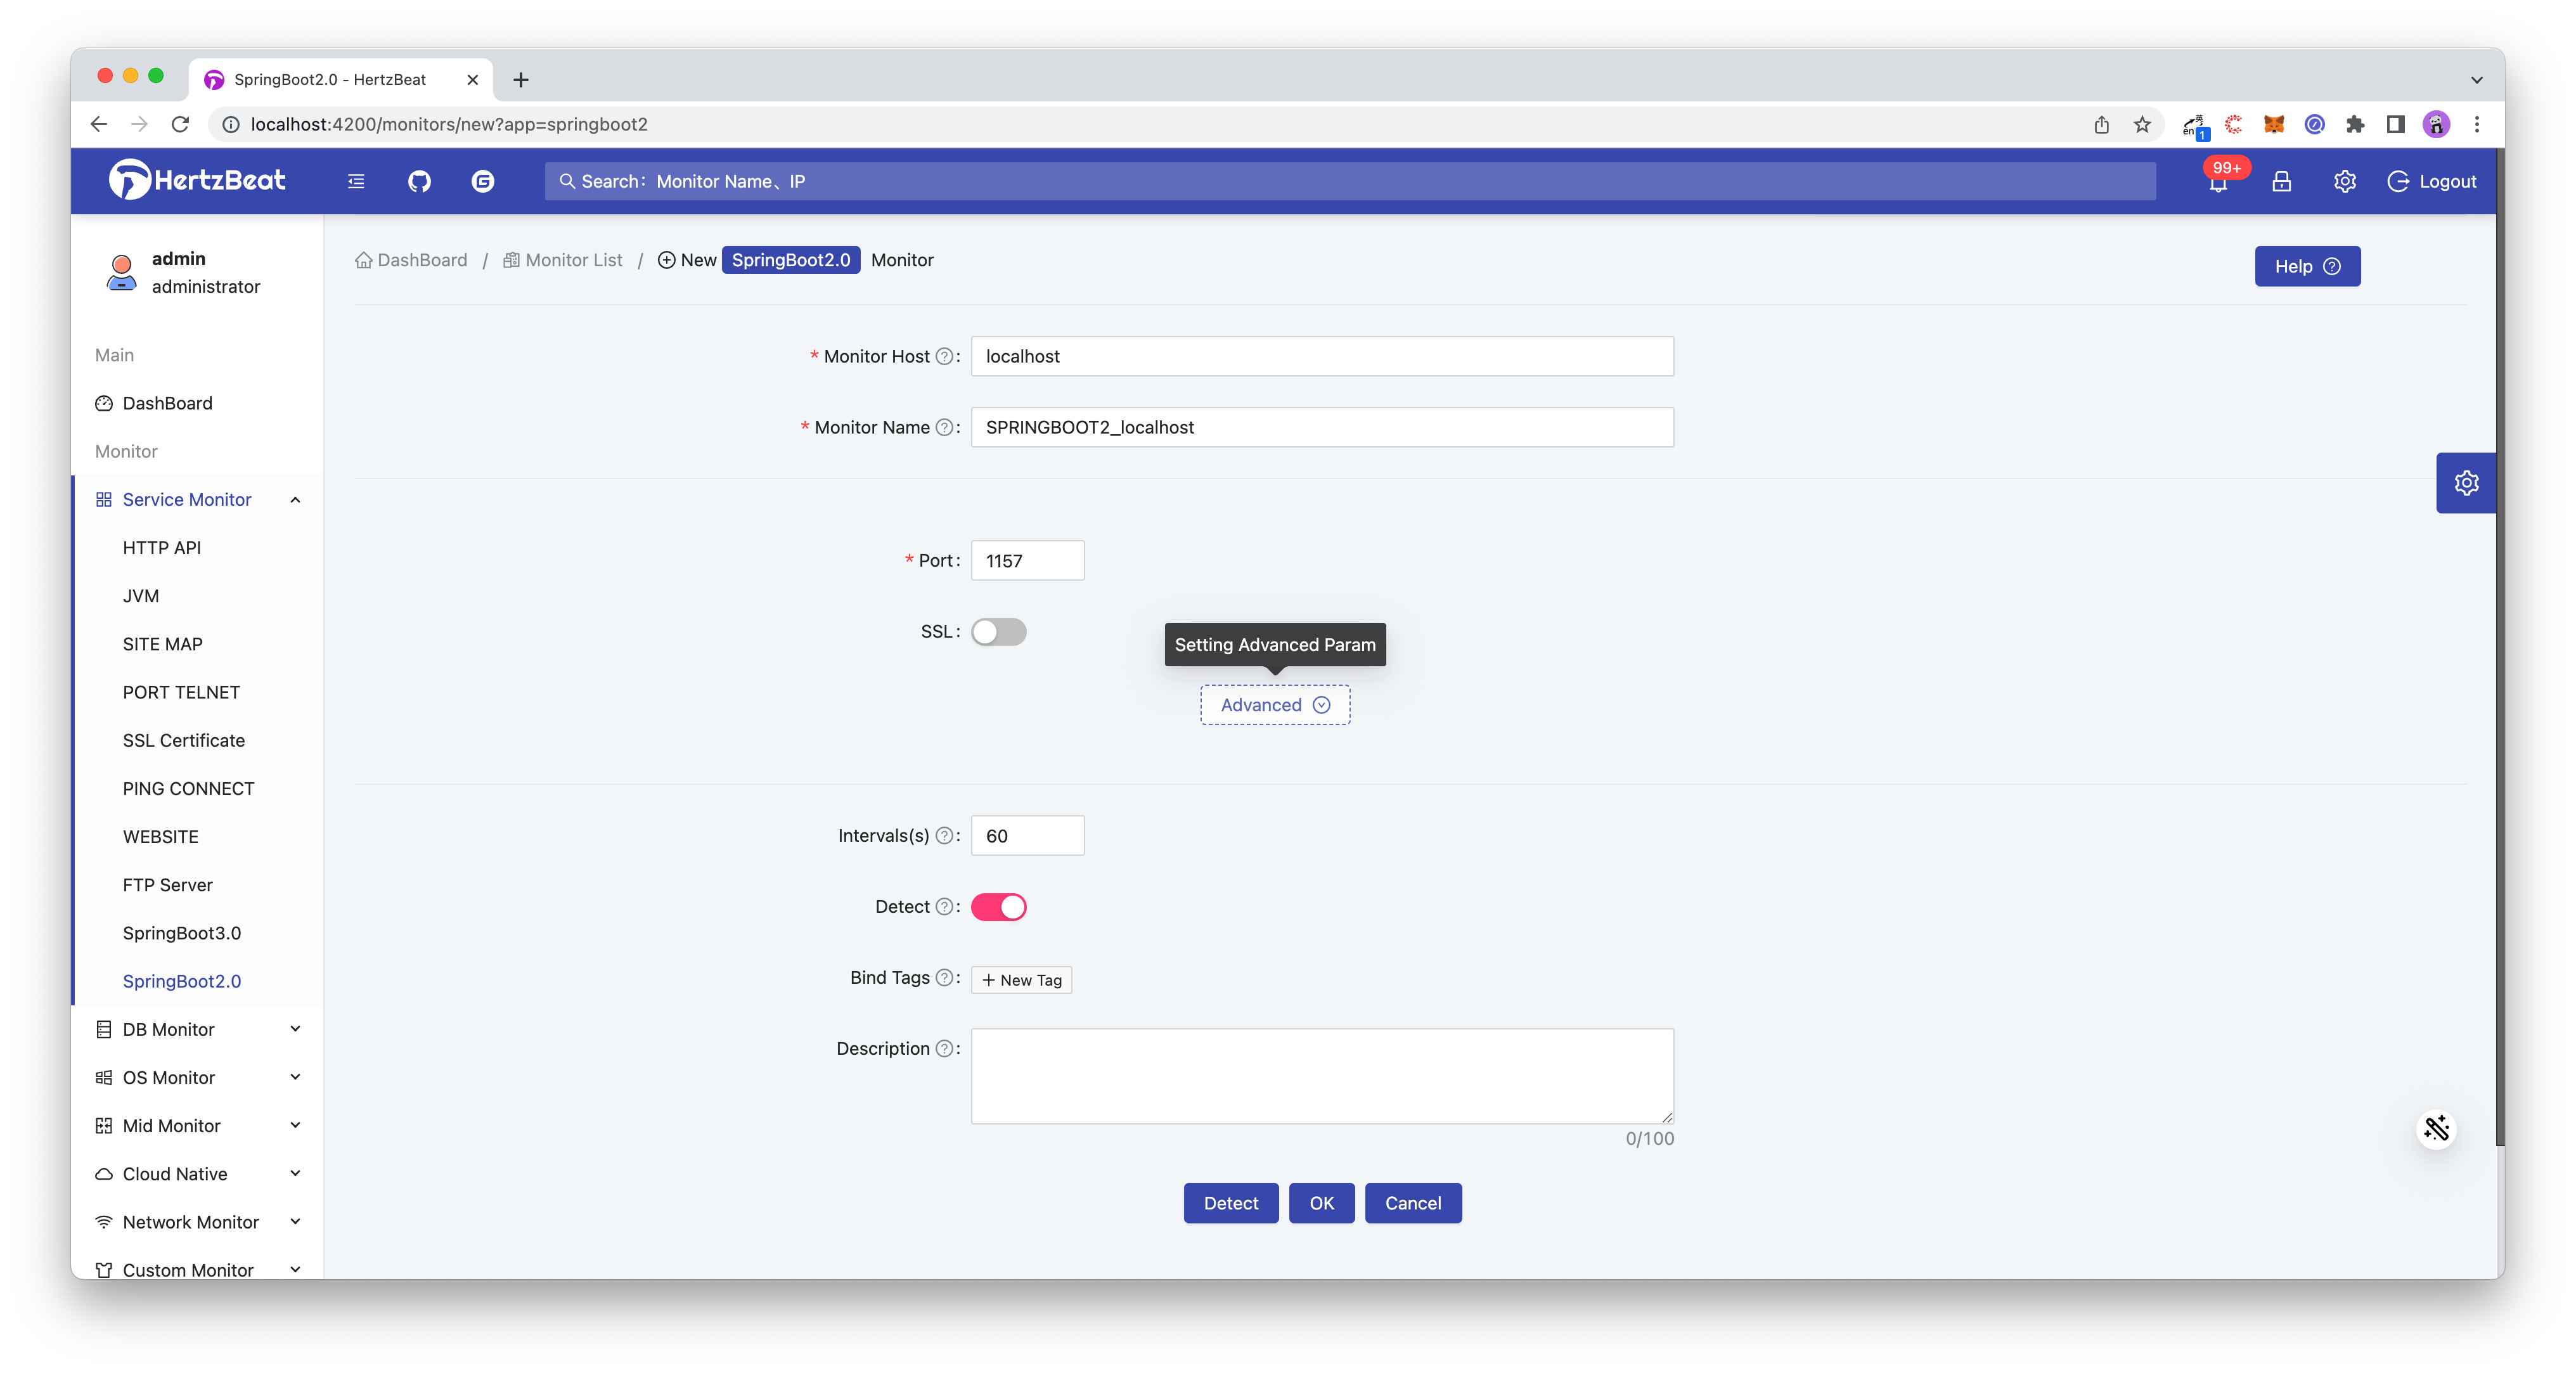 SpringBoot2.0 - HertzBeat
localhost:4200/monitors/new?app=springboot2
英
en
1
HertzBeat
Search：Monitor Name、IP
99+
Logout
admin
administrator
Main
DashBoard
Monitor
Service Monitor
HTTP API
JVM
SITE MAP
PORT TELNET
SSL Certificate
PING CONNECT
WEBSITE
FTP Server
SpringBoot3.0
SpringBoot2.0
DB Monitor
OS Monitor
Mid Monitor
Cloud Native
Network Monitor
Custom Monitor
DashBoard / Monitor List / New SpringBoot2.0 Monitor
Help
* Monitor Host : localhost
* Monitor Name : SPRINGBOOT2_localhost
* Port : 1157
SSL :
Setting Advanced Param
Advanced
Intervals(s) : 60
Detect :
Bind Tags : + New Tag
Description :
0/100
Detect OK Cancel